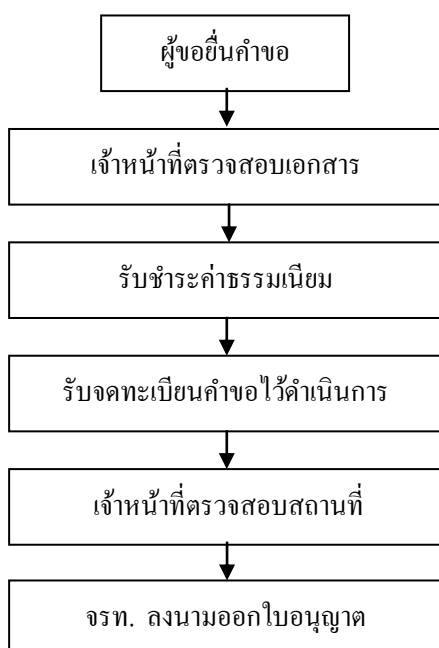 ผู้ขอยื่นคำขอ
เจ้าหน้าที่ตรวจสอบเอกสาร
รับชำระค่าธรรมเนียม
รับจดทะเบียนคำขอไว้ดำเนินการ
เจ้าหน้าที่ตรวจสอบสถานที่
จรท. ลงนามออกใบอนุญาต